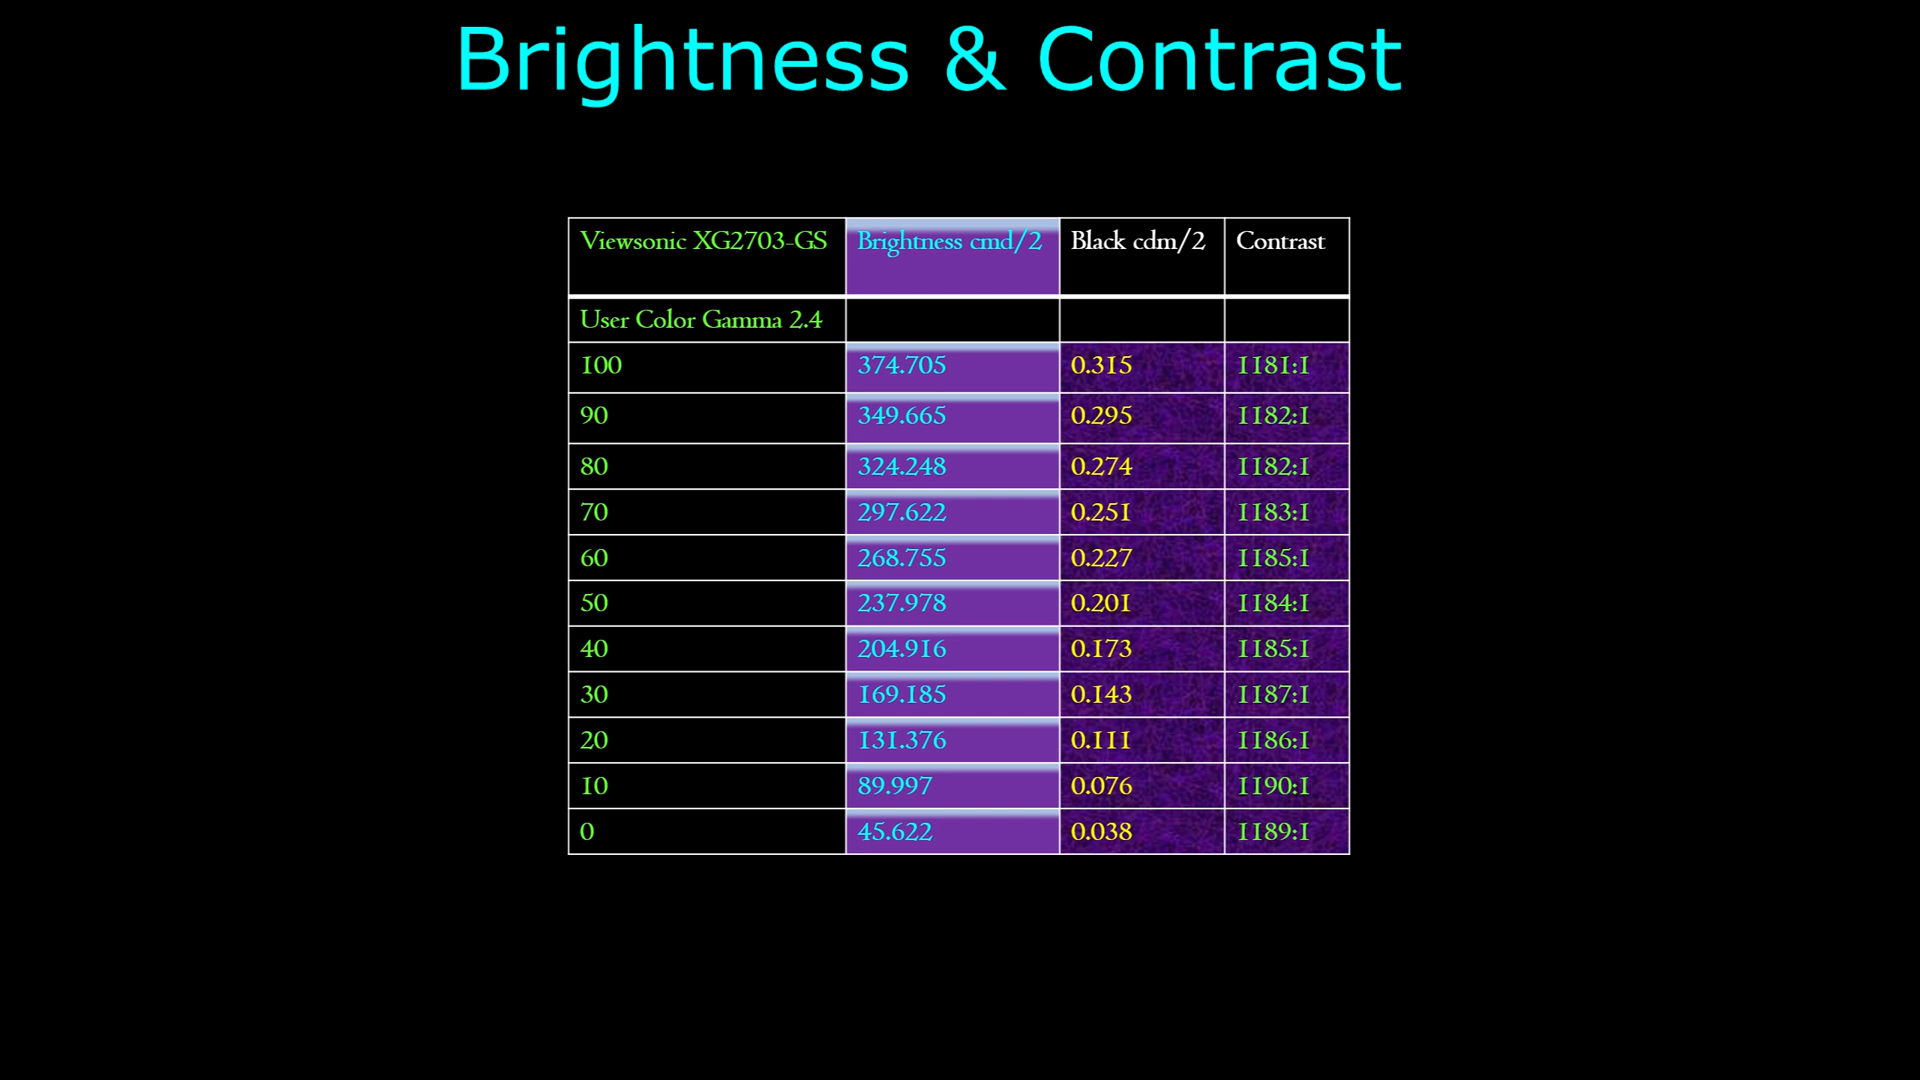 Brightness & Contrast
Viewsonic XG2703-GS Brightness cmd/2 Black cdm/2 Contrast
User Color Gamma 2.4
100 374.705 0.315 1181:1
90 349.665 0.295 1182:1
80 324.248 0.274 1182:1
70 297.622 0.251 1183:1
60 268.755 0.227 1185:1
50 237.978 0.201 1184:1
40 204.916 0.173 1185:1
30 169.185 0.143 1187:1
20 131.376 0.111 1186:1
10 89.997 0.076 1190:1
0 45.622 0.038 1189:1